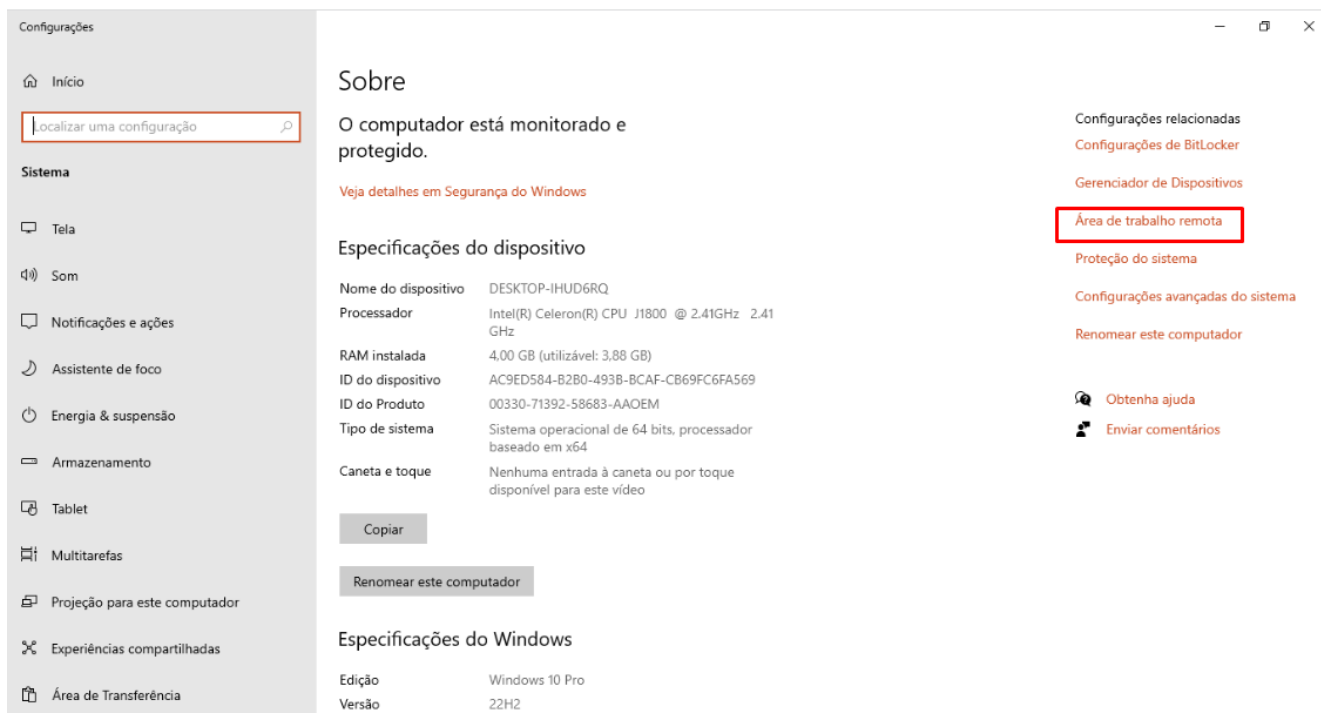 Configurações
Início
Localizar uma configuração
Sistema
Tela
Som
Notificações e ações
Assistente de foco
Energia & suspensão
Armazenamento
Tablet
Multitarefas
Projeção para este computador
Experiências compartilhadas
Área de Transferência
Sobre
O computador está monitorado e
protegido.
Veja detalhes em Segurança do Windows
Especificações do dispositivo
Nome do dispositivo DESKTOP-IHUD6RQ
Processador Intel(R) Celeron(R) CPU J1800 @ 2.41GHz 2.41
GHz
RAM instalada 4,00 GB (utilizável: 3,88 GB)
ID do dispositivo AC9ED584-B2B0-493B-BCAF-CB69FC6FA569
ID do Produto 00330-71392-58683-AAOEM
Tipo de sistema Sistema operacional de 64 bits, processador
baseado em x64
Caneta e toque Nenhuma entrada à caneta ou por toque
disponível para este vídeo
Copiar
Renomear este computador
Especificações do Windows
Edição Windows 10 Pro
Versão 22H2
Configurações relacionadas
Configurações de BitLocker
Gerenciador de Dispositivos
Área de trabalho remota
Proteção do sistema
Configurações avançadas do sistema
Renomear este computador
Obtenha ajuda
Enviar comentários